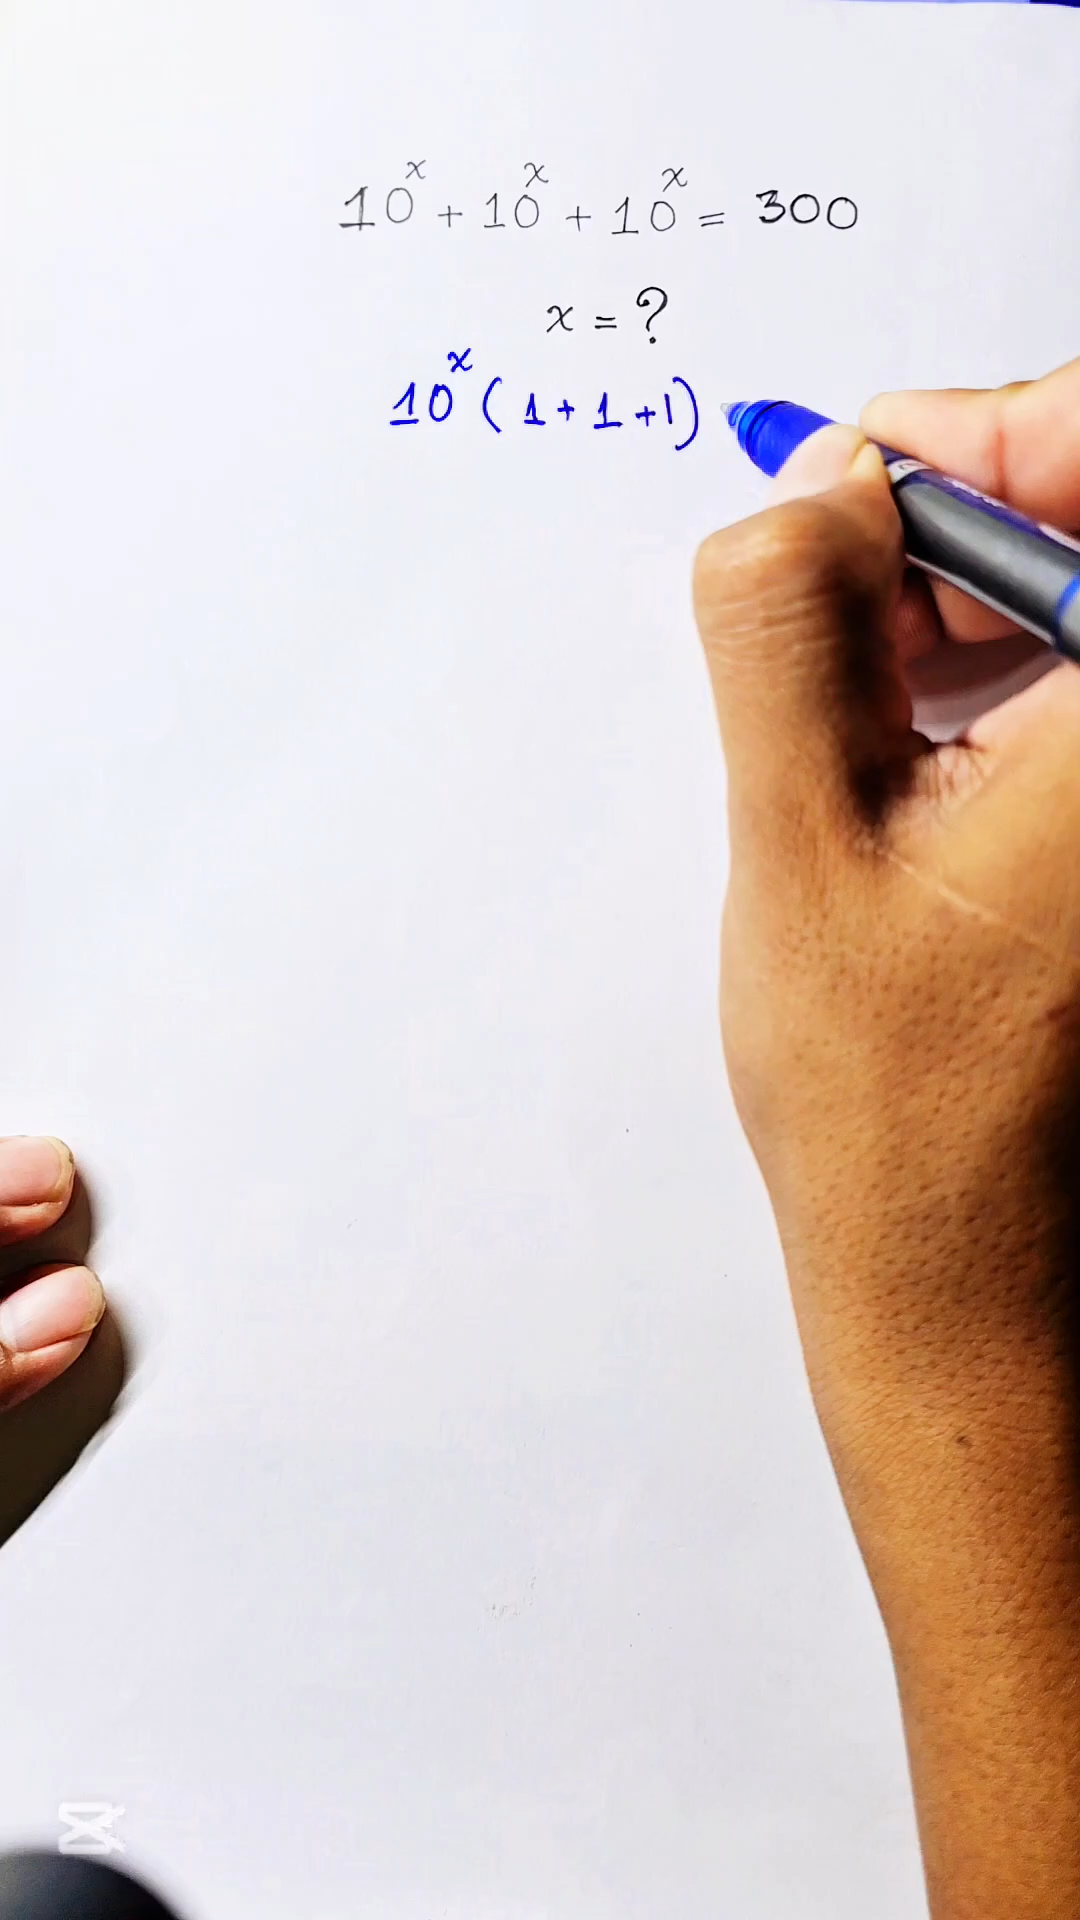 10^x + 10^x + 10^x = 300
x = ?
10^x ( 1 + 1 + 1 )